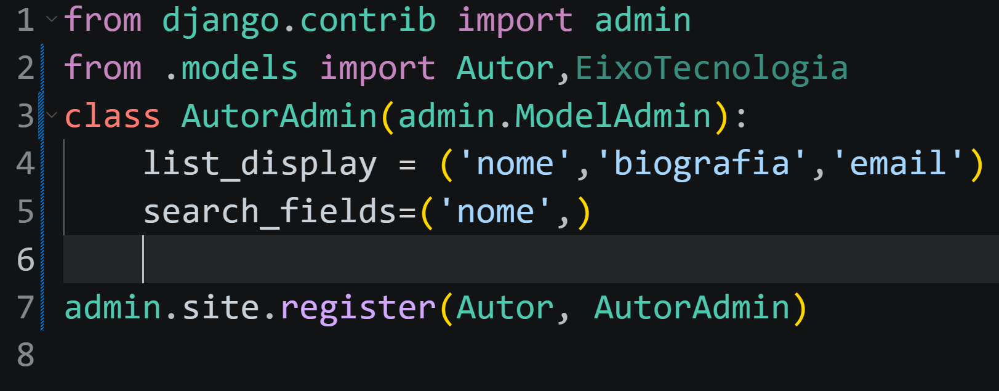 1 from django.contrib import admin
2 from .models import Autor,EixoTecnologia
3 class AutorAdmin(admin.ModelAdmin):
4     list_display = ('nome','biografia','email')
5     search_fields=('nome',)
6
7 admin.site.register(Autor, AutorAdmin)
8